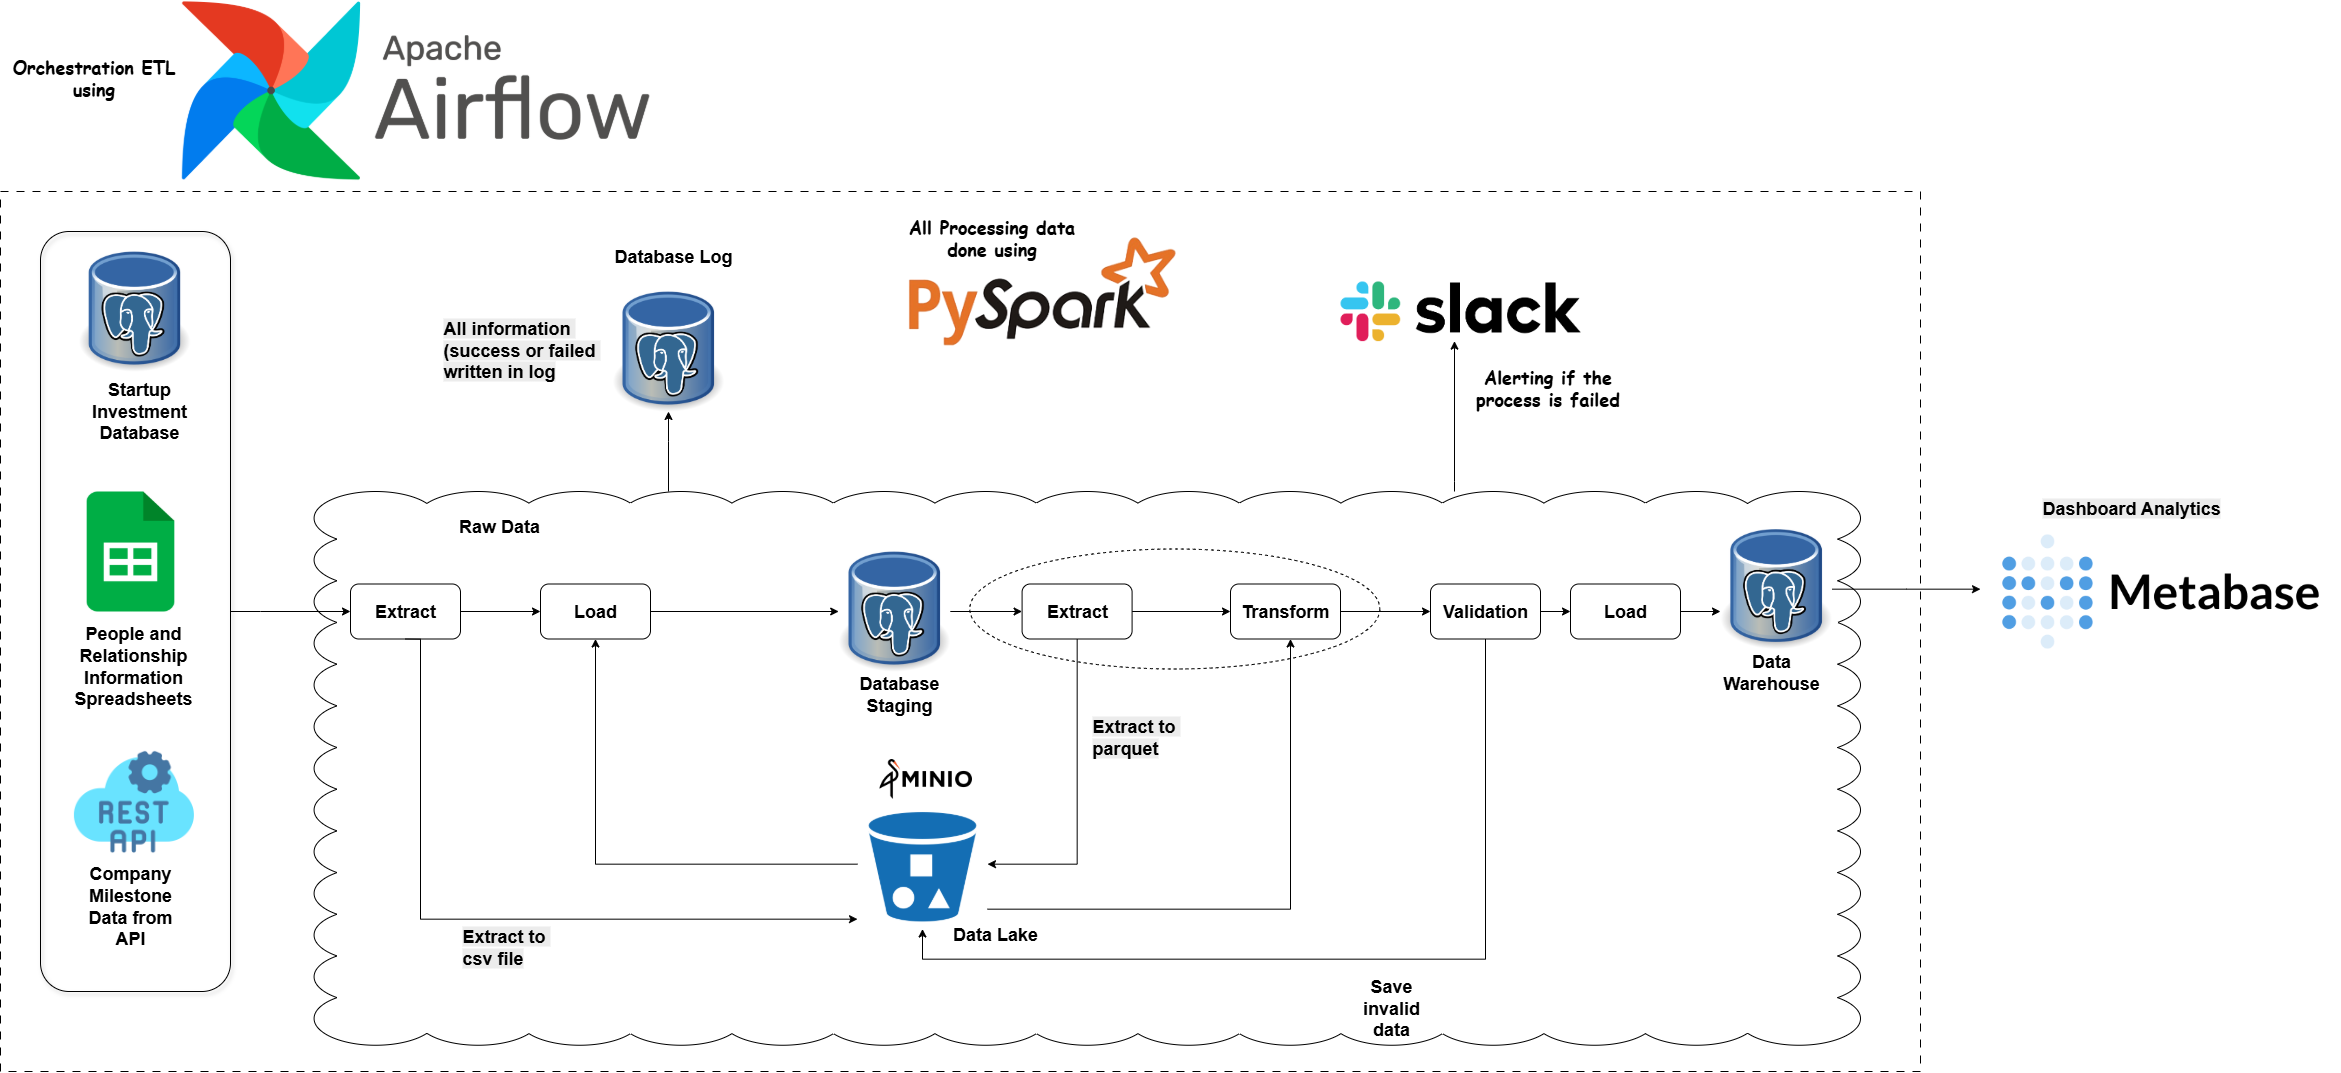 Orchestration ETL
using
Apache
Airflow
Startup
Investment
Database
People and
Relationship
Information
Spreadsheets
REST
API
Company
Milestone
Data from
API
Database Log
All information
(success or failed
written in log
All Processing data
done using
PySpark
slack
Alerting if the
process is failed
Raw Data
Extract
Load
Database
Staging
Extract
Transform
Validation
Load
Data
Warehouse
Extract to
parquet
MINIO
Data Lake
Extract to
csv file
Save
invalid
data
Dashboard Analytics
Metabase